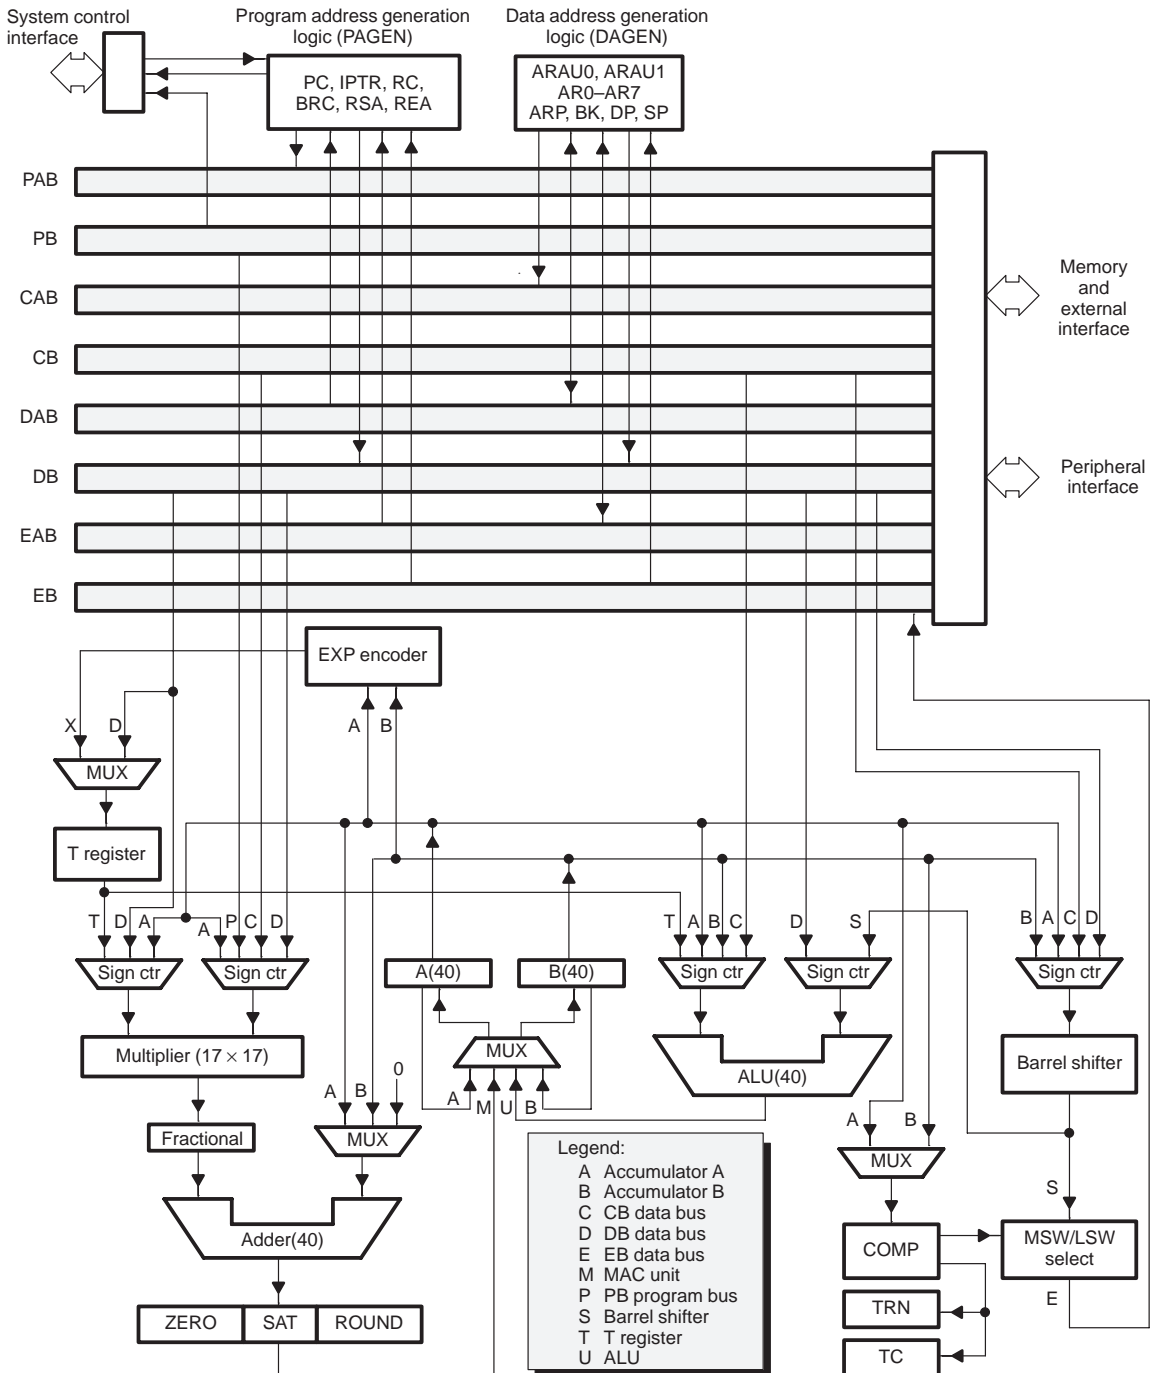 System control
interface
Program address generation
logic (PAGEN)
Data address generation
logic (DAGEN)
PC, IPTR, RC,
BRC, RSA, REA
ARAU0, ARAU1
AR0–AR7
ARP, BK, DP, SP
PAB
PB
CAB
CB
DAB
DB
EAB
EB
Memory
and
external
interface
Peripheral
interface
EXP encoder
A B
X D
MUX
T register
T D A
A P C D
T A B C
D S
B A C D
Sign ctr
Sign ctr
A(40)
B(40)
Sign ctr
Sign ctr
Sign ctr
Multiplier (17 × 17)
MUX
ALU(40)
Barrel shifter
A M U B
A B 0
Fractional
MUX
A B
MUX
S
Adder(40)
COMP
MSW/LSW
select
E
ZERO SAT ROUND
TRN
TC
Legend:
A Accumulator A
B Accumulator B
C CB data bus
D DB data bus
E EB data bus
M MAC unit
P PB program bus
S Barrel shifter
T T register
U ALU